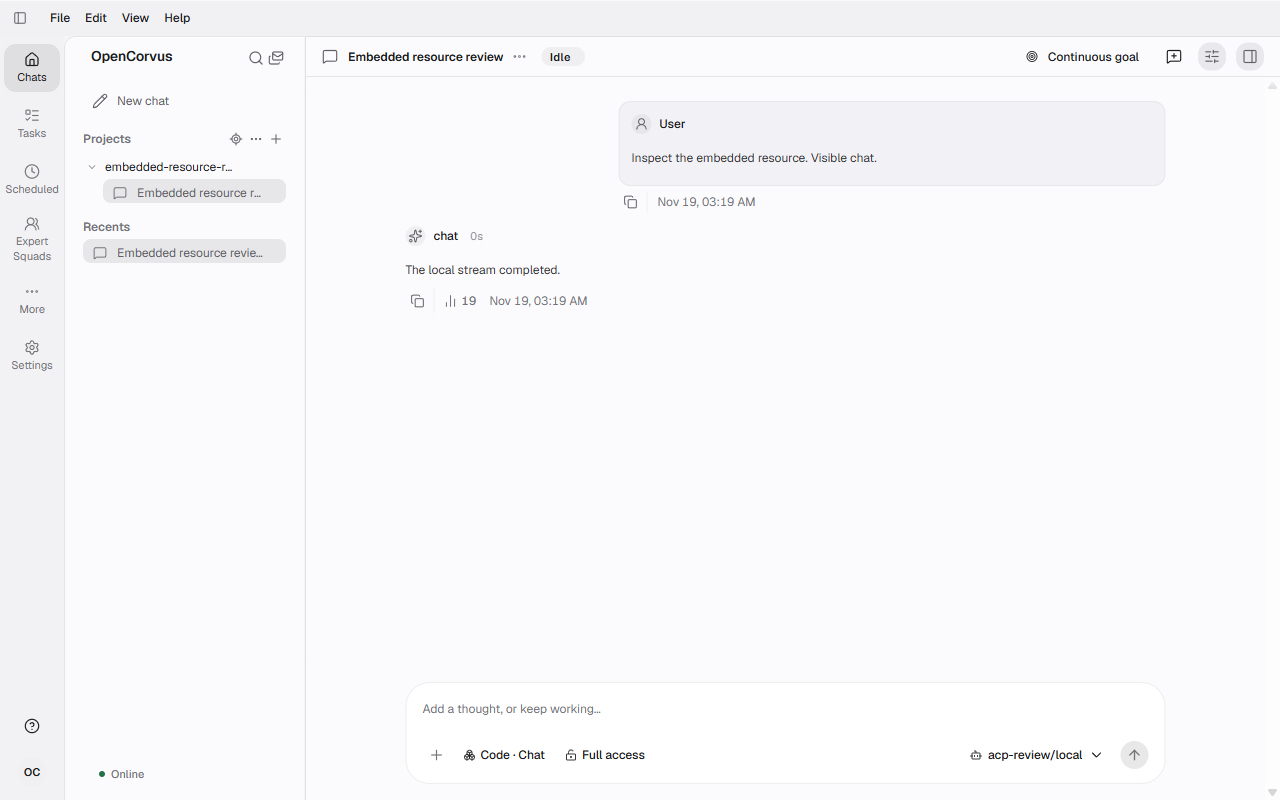 File Edit View Help
OpenCorvus
Chats
New chat
Tasks
Projects
embedded-resource-r...
Scheduled
Embedded resource r...
Expert
Squads
Recents
Embedded resource revie...
More
Settings
OC
Online
Embedded resource review
Idle
Continuous goal
User
Inspect the embedded resource. Visible chat.
Nov 19, 03:19 AM
chat 0s
The local stream completed.
19 Nov 19, 03:19 AM
Add a thought, or keep working...
Code · Chat Full access acp-review/local